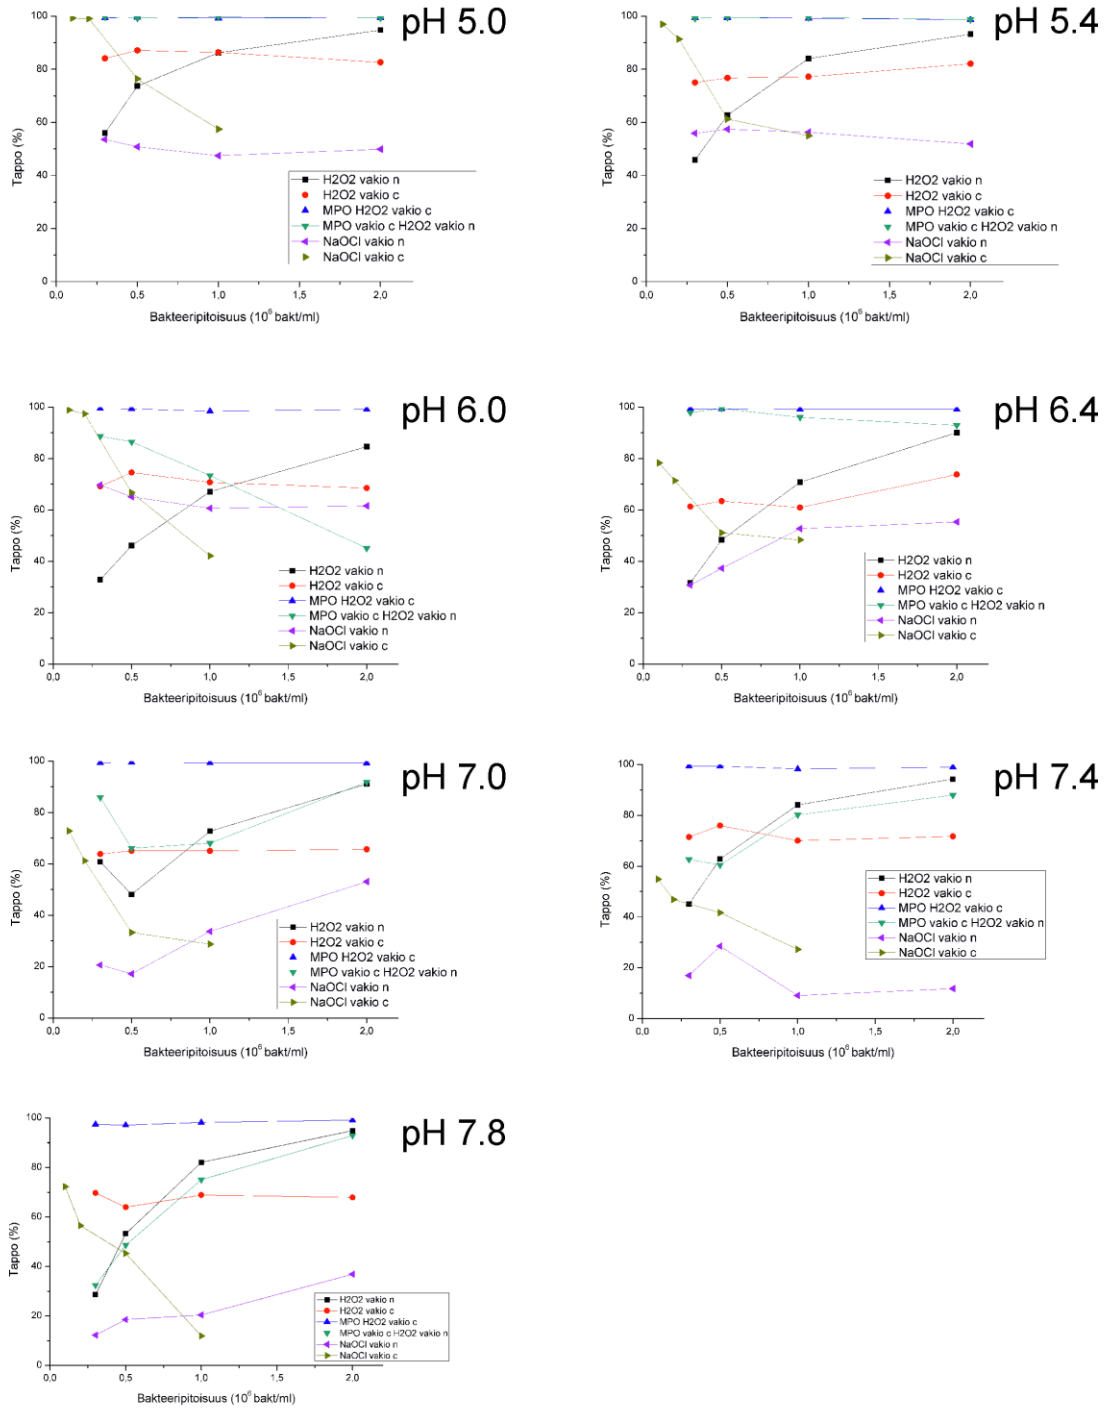 pH 5.0
100
80
60
40
20
0
Tappo (%)
H2O2 vakio n
H2O2 vakio c
MPO H2O2 vakio c
MPO vakio c H2O2 vakio n
NaOCl vakio n
NaOCl vakio c
0,0 0,5 1,0 1,5 2,0
Bakteeripitoisuus (10⁶ bakt/ml)
pH 5.4
100
80
60
40
20
0
Tappo (%)
H2O2 vakio n
H2O2 vakio c
MPO H2O2 vakio c
MPO vakio c H2O2 vakio n
NaOCl vakio n
NaOCl vakio c
0,0 0,5 1,0 1,5 2,0
Bakteeripitoisuus (10⁶ bakt/ml)
pH 6.0
100
80
60
40
20
0
Tappo (%)
H2O2 vakio n
H2O2 vakio c
MPO H2O2 vakio c
MPO vakio c H2O2 vakio n
NaOCl vakio n
NaOCl vakio c
0,0 0,5 1,0 1,5 2,0
Bakteeripitoisuus (10⁶ bakt/ml)
pH 6.4
100
80
60
40
20
0
Tappo (%)
H2O2 vakio n
H2O2 vakio c
MPO H2O2 vakio c
MPO vakio c H2O2 vakio n
NaOCl vakio n
NaOCl vakio c
0,0 0,5 1,0 1,5 2,0
Bakteeripitoisuus (10⁶ bakt/ml)
pH 7.0
100
80
60
40
20
0
Tappo (%)
H2O2 vakio n
H2O2 vakio c
MPO H2O2 vakio c
MPO vakio c H2O2 vakio n
NaOCl vakio n
NaOCl vakio c
0,0 0,5 1,0 1,5 2,0
Bakteeripitoisuus (10⁶ bakt/ml)
pH 7.4
100
80
60
40
20
0
Tappo (%)
H2O2 vakio n
H2O2 vakio c
MPO H2O2 vakio c
MPO vakio c H2O2 vakio n
NaOCl vakio n
NaOCl vakio c
0,0 0,5 1,0 1,5 2,0
Bakteeripitoisuus (10⁶ bakt/ml)
pH 7.8
100
80
60
40
20
0
Tappo (%)
H2O2 vakio n
H2O2 vakio c
MPO H2O2 vakio c
MPO vakio c H2O2 vakio n
NaOCl vakio n
NaOCl vakio c
0,0 0,5 1,0 1,5 2,0
Bakteeripitoisuus (10⁶ bakt/ml)